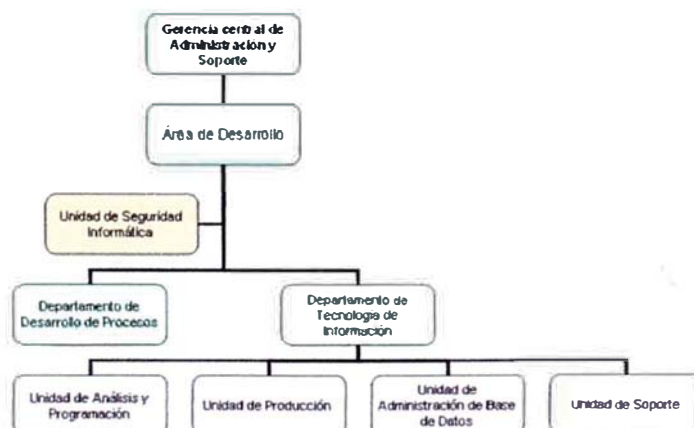 Gerencia central de
Administración y
Soporte
Área de Desarrollo
Unidad de Seguridad
Informática
Departamento de
Desarrollo de Procesos
Departamento de
Tecnología de
Información
Unidad de Análisis y
Programación
Unidad de Producción
Unidad de
Administración de Base
de Datos
Unidad de Soporte